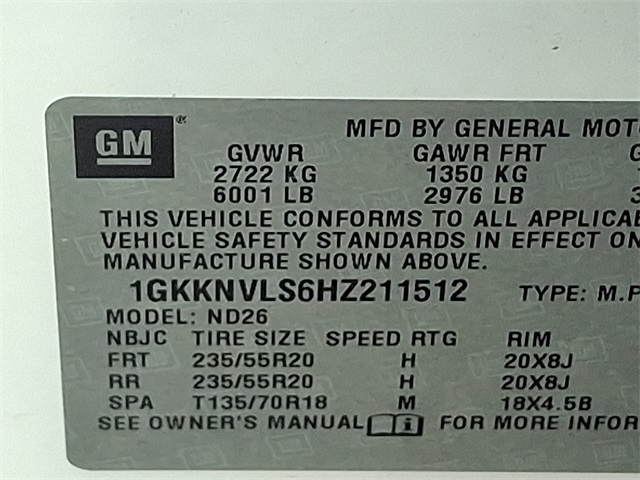 GM ®
MFD BY GENERAL MOT
GVWR GAWR FRT
2722 KG 1350 KG
6001 LB 2976 LB
THIS VEHICLE CONFORMS TO ALL
VEHICLE SAFETY STANDARDS IN EFFECT ON
MANUFACTURE SHOWN ABOVE.
1GKKNVLS6HZ211512 TYPE: M.P
MODEL: ND26
NBJC TIRE SIZE SPEED RTG RIM
FRT 235/55R20 H 20X8J
RR 235/55R20 H 20X8J
SPA T135/70R18 M 18X4.5B
SEE OWNER'S MANUAL FOR MORE